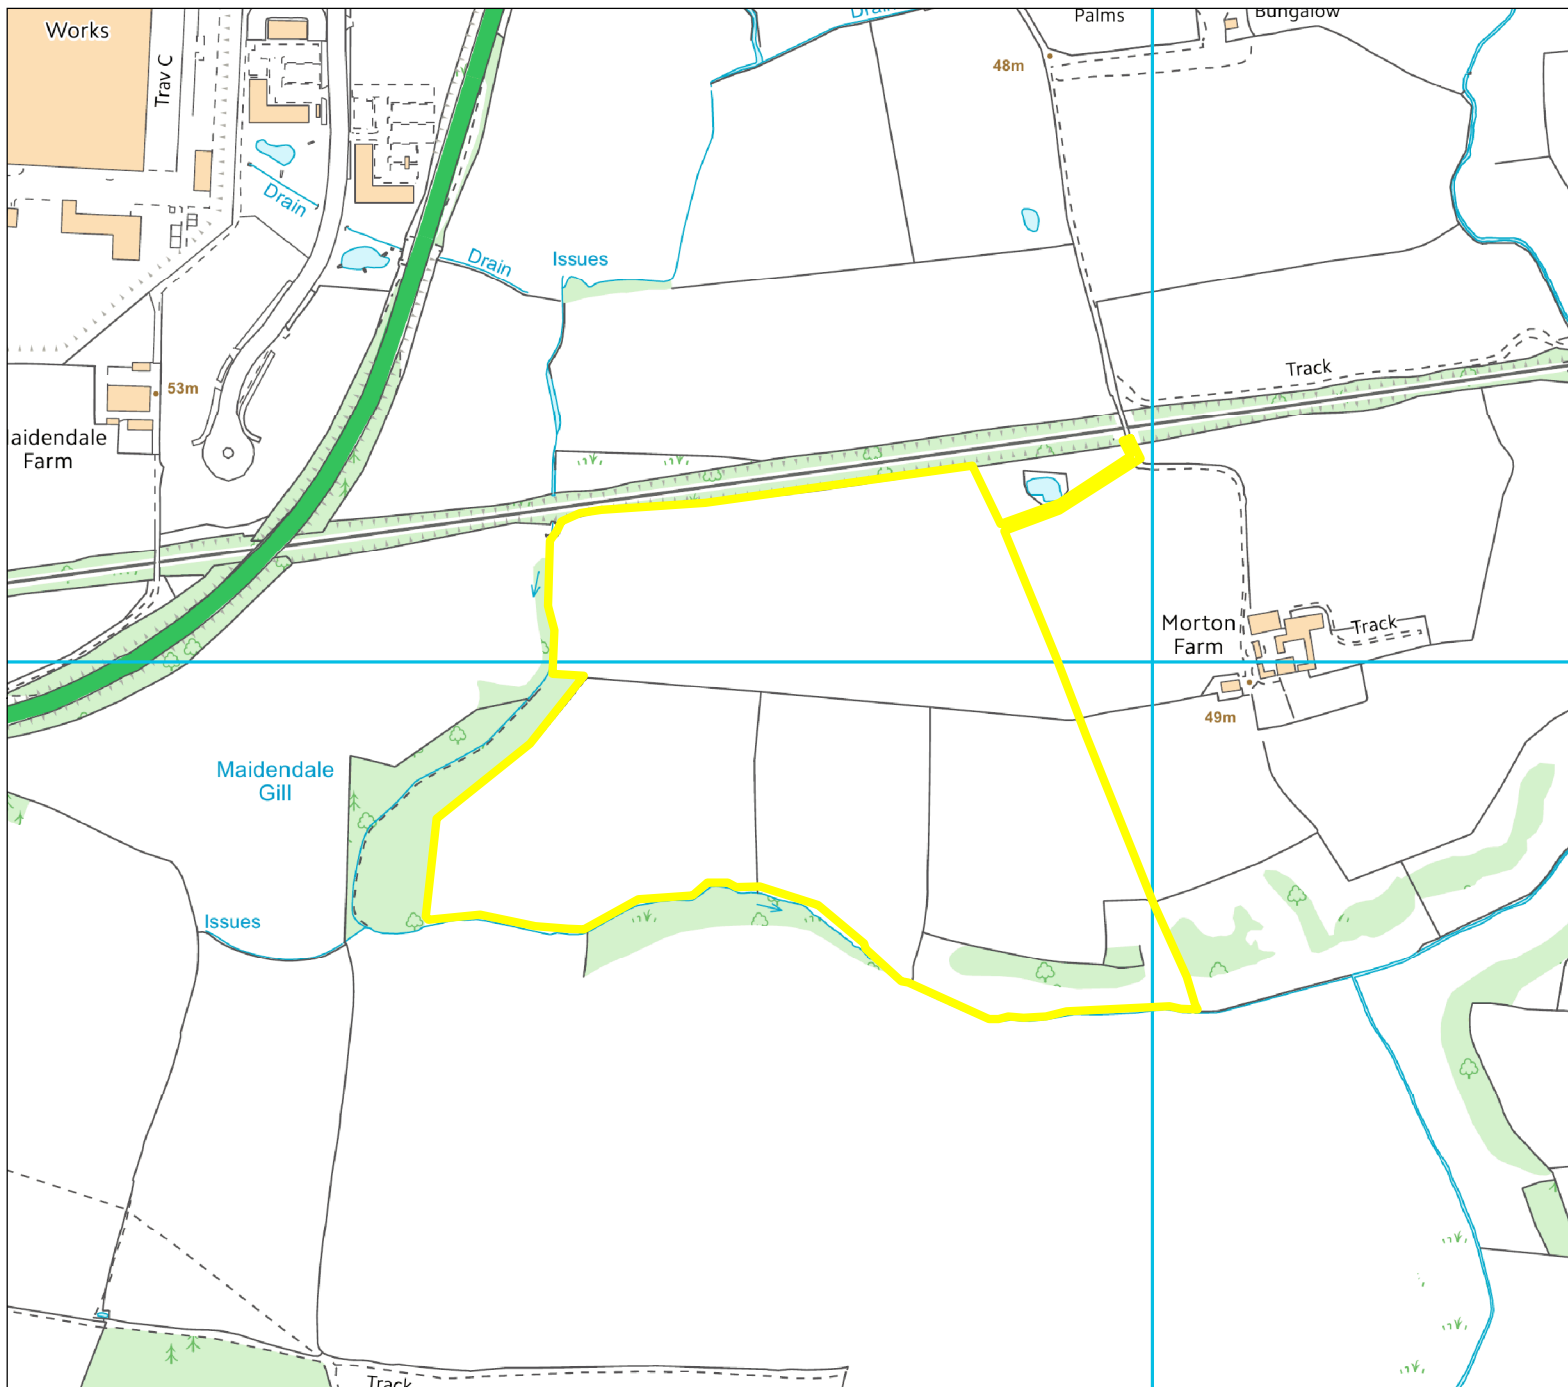 Works
Trav C
Drain
Palms
Bungalow
48m
Drain
Drain
Issues
Track
53m
aidendale
Farm
Morton
Farm
Track
49m
Maidendale
Gill
Issues
Track